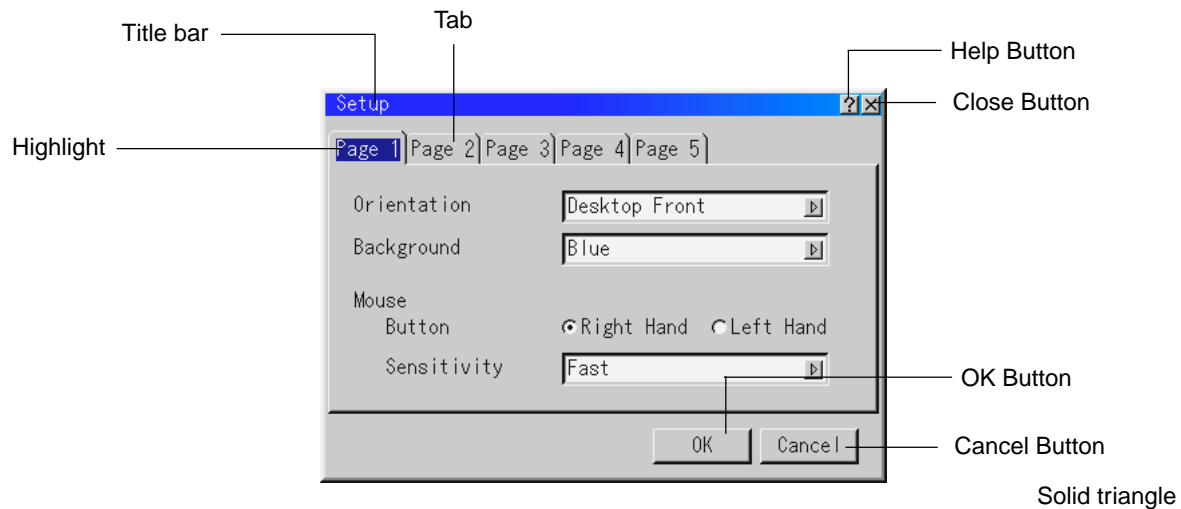 Tab
Title bar
Help Button
Setup
?
Close Button
Highlight
Page 1 Page 2 Page 3 Page 4 Page 5
Orientation Desktop Front
Background Blue
Mouse
Button Right Hand Left Hand
Sensitivity Fast
OK Button
OK Cancel
Cancel Button
Solid triangle